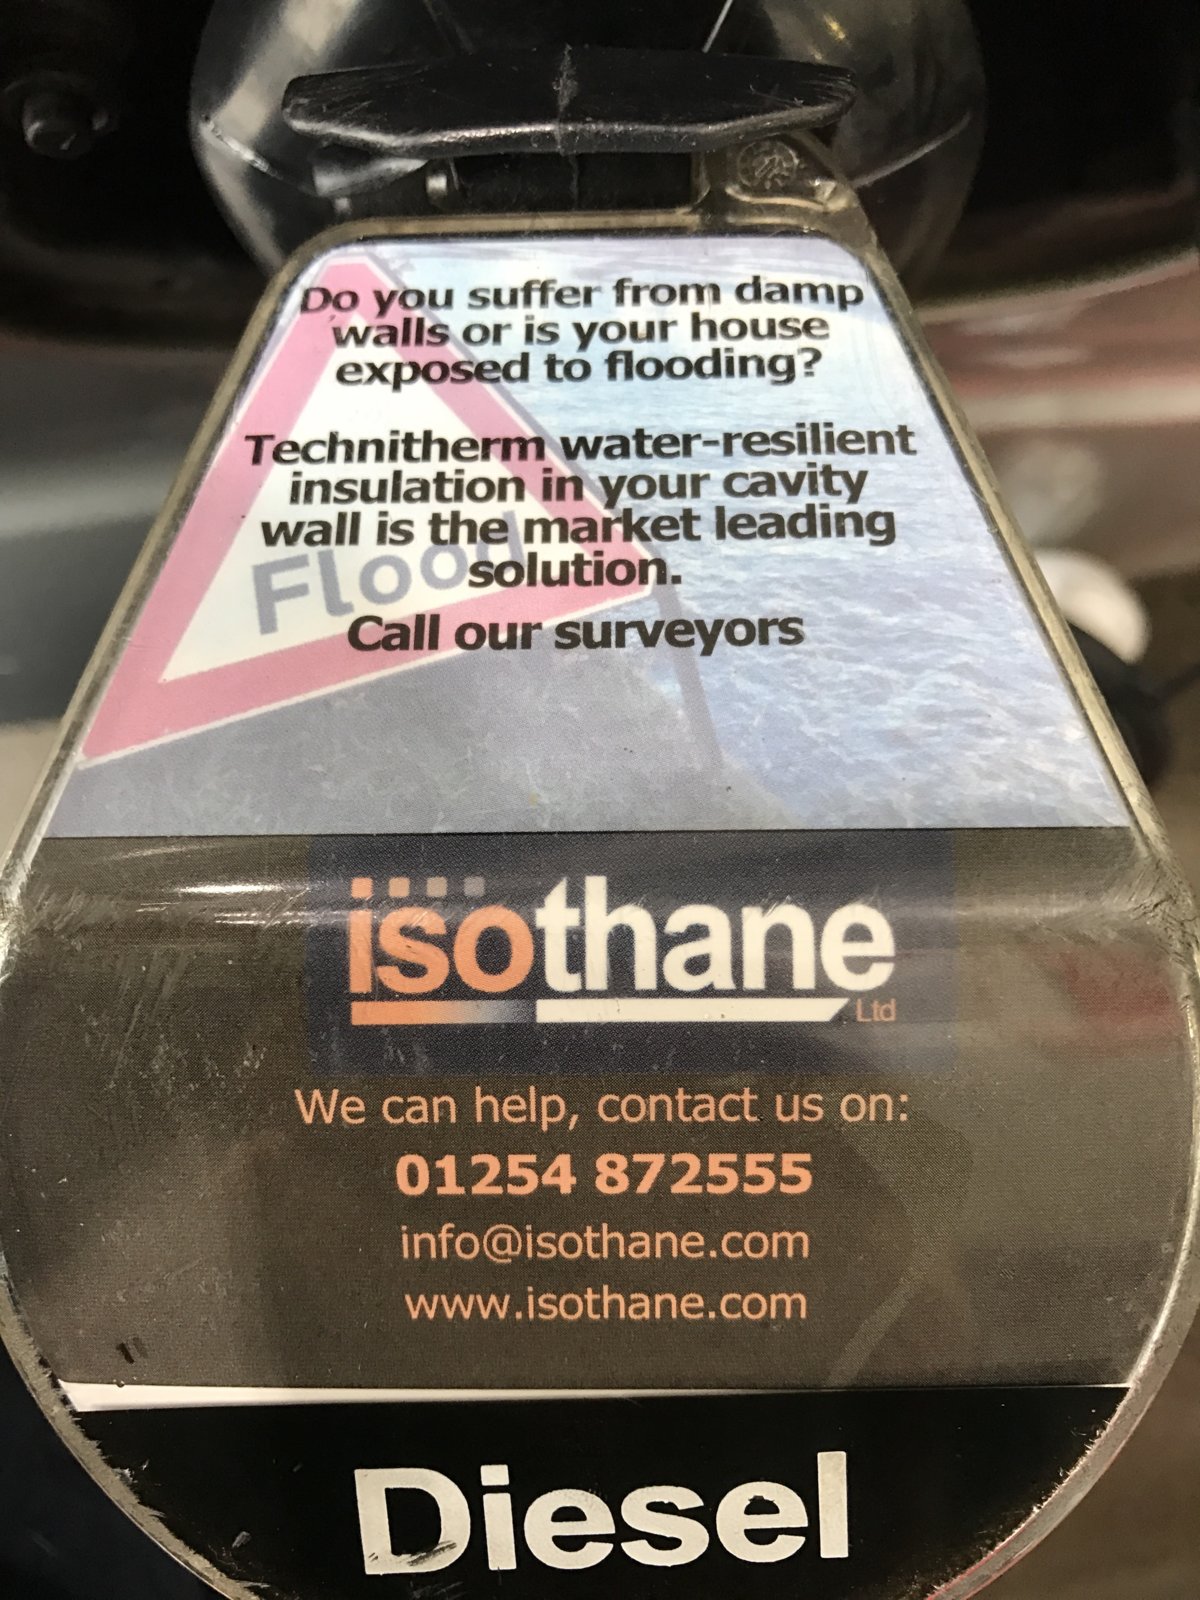 Do you suffer from damp
walls or is your house
exposed to flooding?
Technitherm water-resilient
insulation in your cavity
wall is the market leading
solution.
Flood
Call our surveyors
isothane
Ltd
We can help, contact us on:
01254 872555
info@isothane.com
www.isothane.com
Diesel